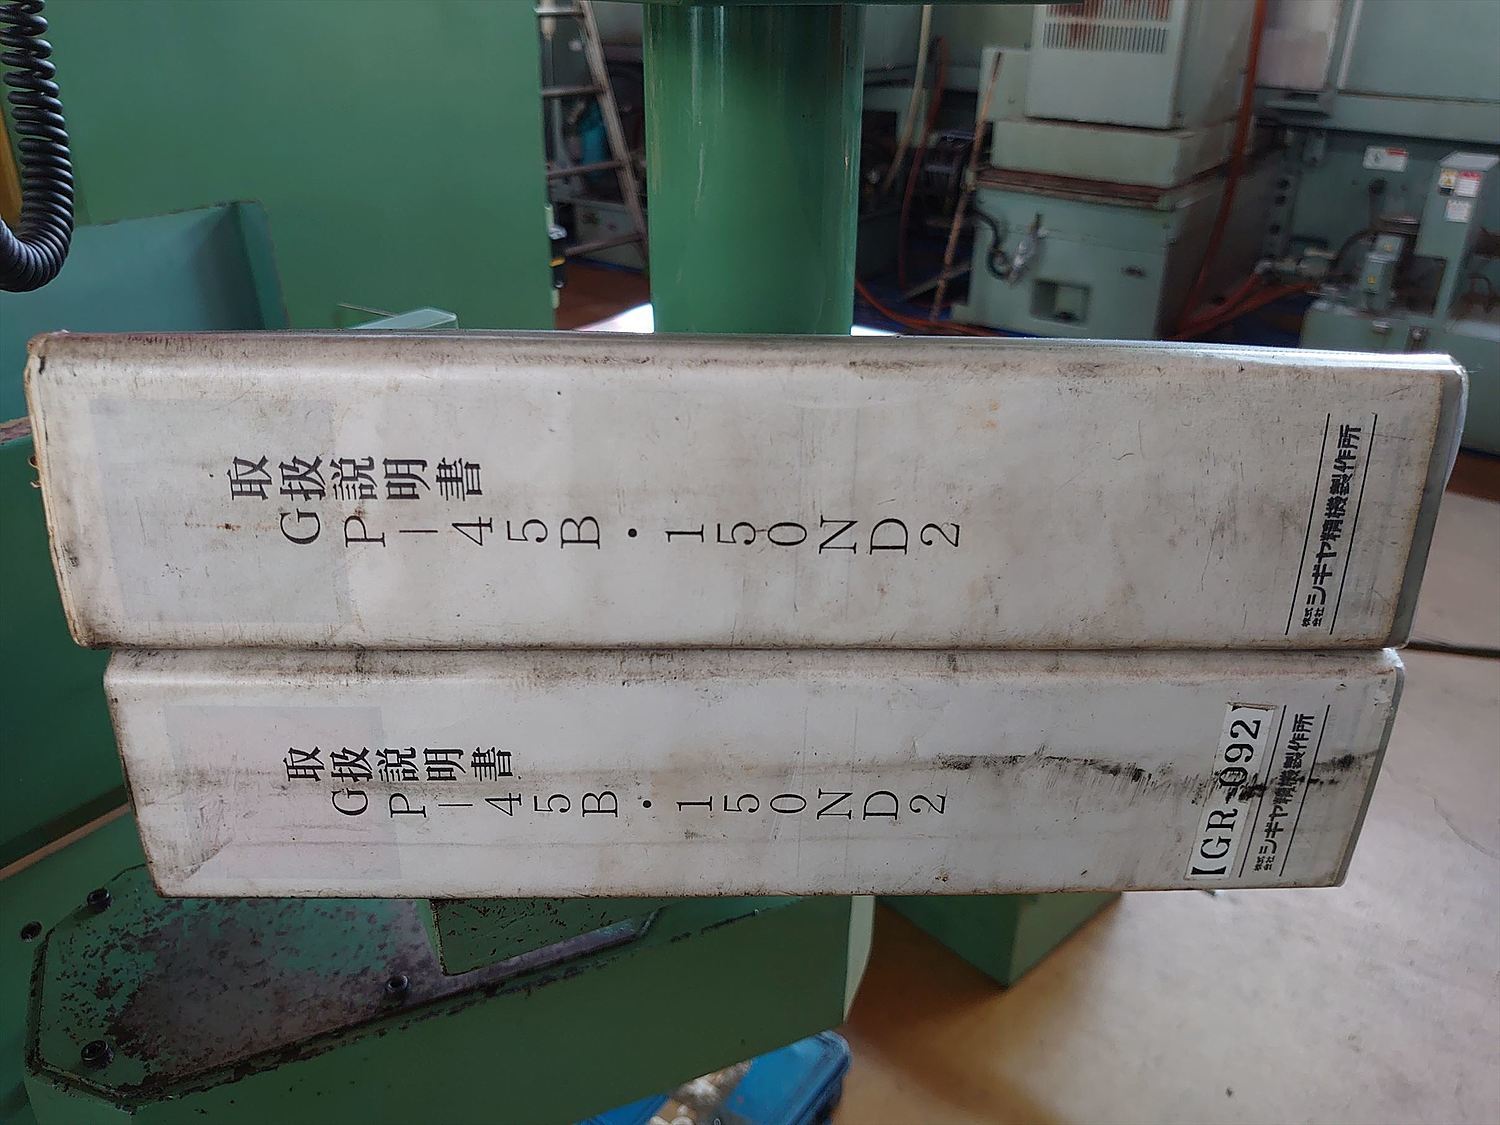 取扱説明書
GP-45B・150ND2
株式会社シギヤ精機製作所
取扱説明書
GP-45B・150ND2
【GR-092】
株式会社シギヤ精機製作所